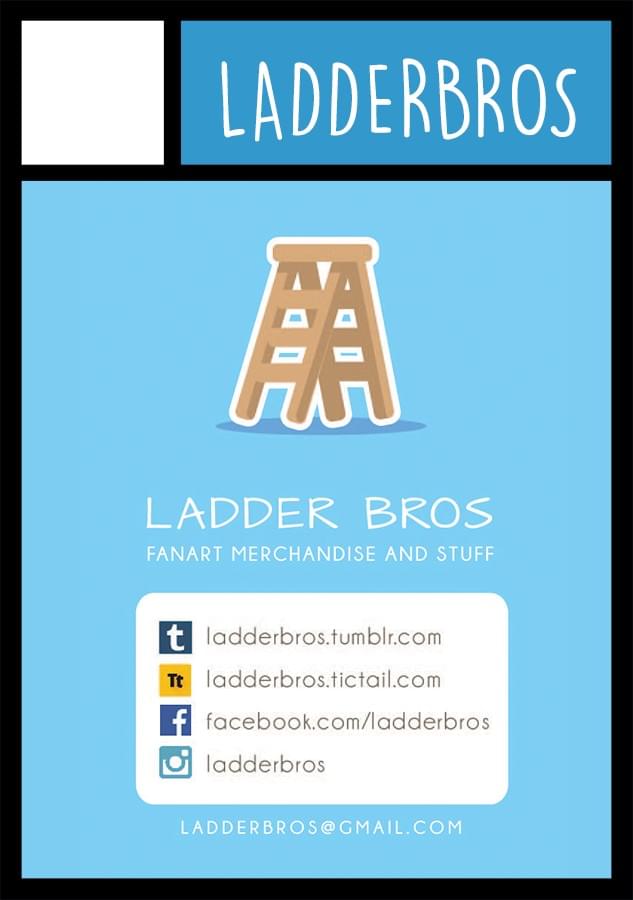 LADDERBROS
LADDER BROS
FANART MERCHANDISE AND STUFF
t ladderbros.tumblr.com
Tt ladderbros.tictail.com
f facebook.com/ladderbros
ladderbros
LADDERBROS@GMAIL.COM